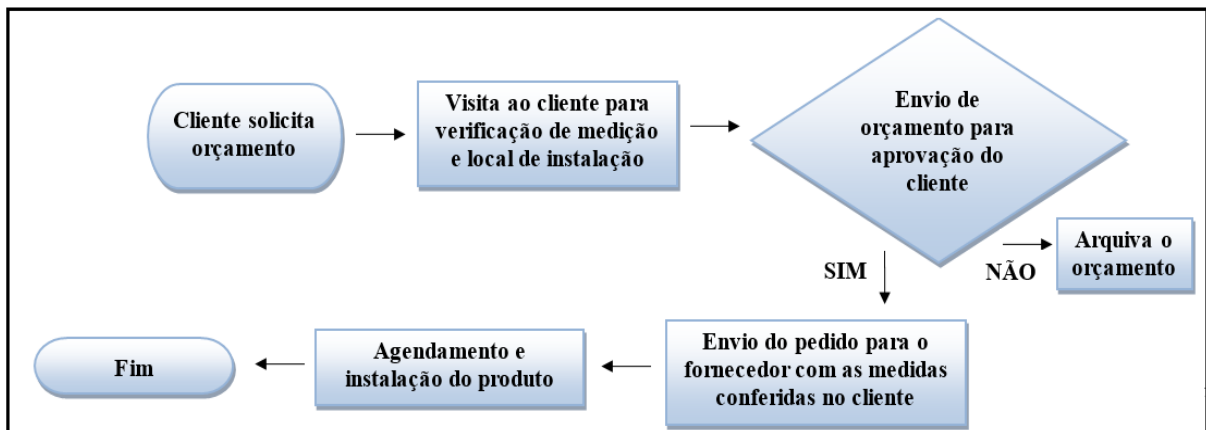 Cliente solicita
orçamento
Visita ao cliente para
verificação de medição
e local de instalação
Envio de
orçamento para
aprovação do
cliente
SIM
NÃO
Arquiva o
orçamento
Envio do pedido para o
fornecedor com as medidas
conferidas no cliente
Agendamento e
instalação do produto
Fim